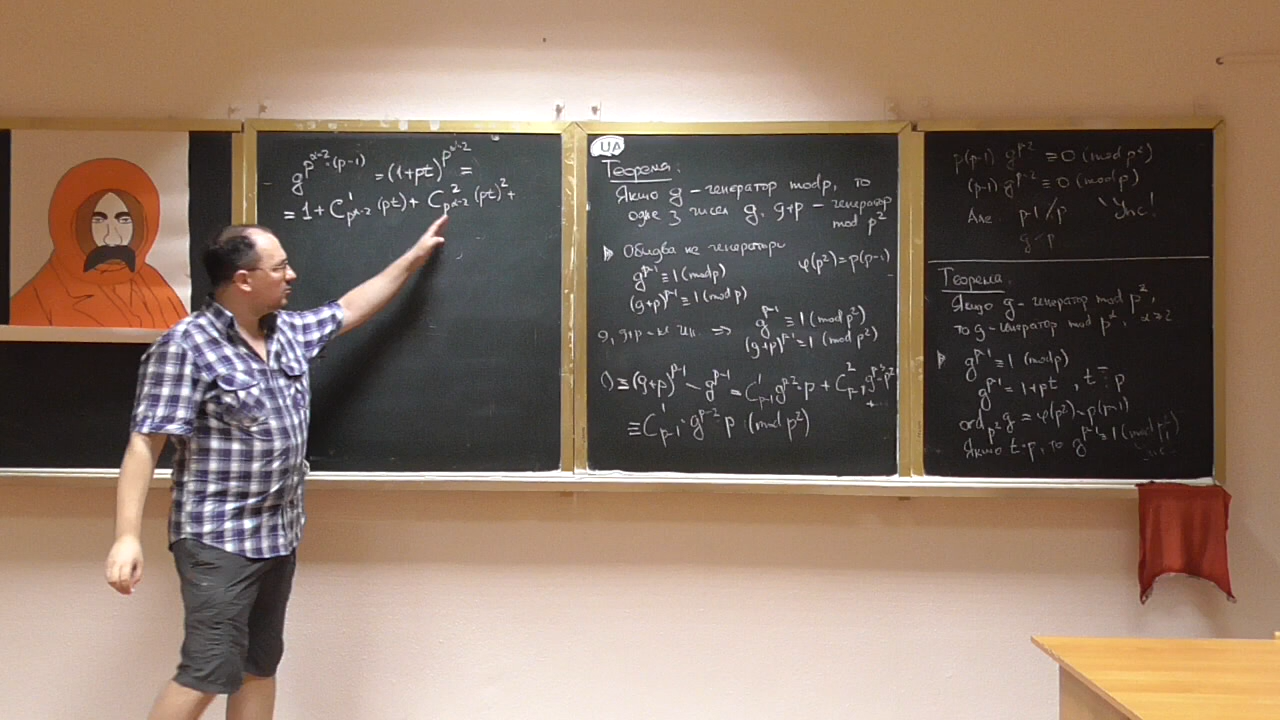 g^{p^{α-2}·(p-1)} = (1+pt)^{p^{α-2}} =
= 1 + C^1_{p^{α-2}} (pt) + C^2_{p^{α-2}} (pt)^2 +
UA
Теорема:
Якщо g – генератор mod p, то
одне з чисел g, g+p – генератор
mod p^2
Обидва не генератори
φ(p^2) = p(p-1)
g^{p-1} ≡ 1 (mod p)
(g+p)^{p-1} ≡ 1 (mod p)
g, g+p – не ген. ⇒ g^{p-1} ≡ 1 (mod p^2)
(g+p)^{p-1} ≡ 1 (mod p^2)
0 ≡ (g+p)^{p-1} – g^{p-1} = C^1_{p-1} g^{p-2}·p + C^2_{p-1} g^{p-3}·p^2
+...
≡ C^1_{p-1}·g^{p-2} p (mod p^2)
p(p-1) g^{p-2} ≡ 0 (mod p^2)
(p-1) g^{p-2} ≡ 0 (mod p)
Але p-1 ⋮̸ p Упс!
g < p
Теорема.
Якщо g – генератор mod p^2,
то g – генератор mod p^α, α ≥ 2
g^{p-1} ≡ 1 (mod p)
g^{p-1} = 1 + pt, t ⋮̸ p
ord_{p^2} g = φ(p^2) = p(p-1)
Якщо t ⋮ p, то g^{p-1} ≡ 1 (mod p^2)